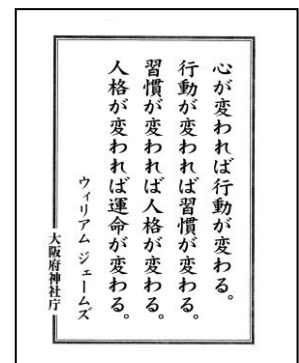 心が変われば行動が変わる。
行動が変われば習慣が変わる。
習慣が変われば人格が変わる。
人格が変われば運命が変わる。
ウィリアム ジェームズ
大阪府神社庁